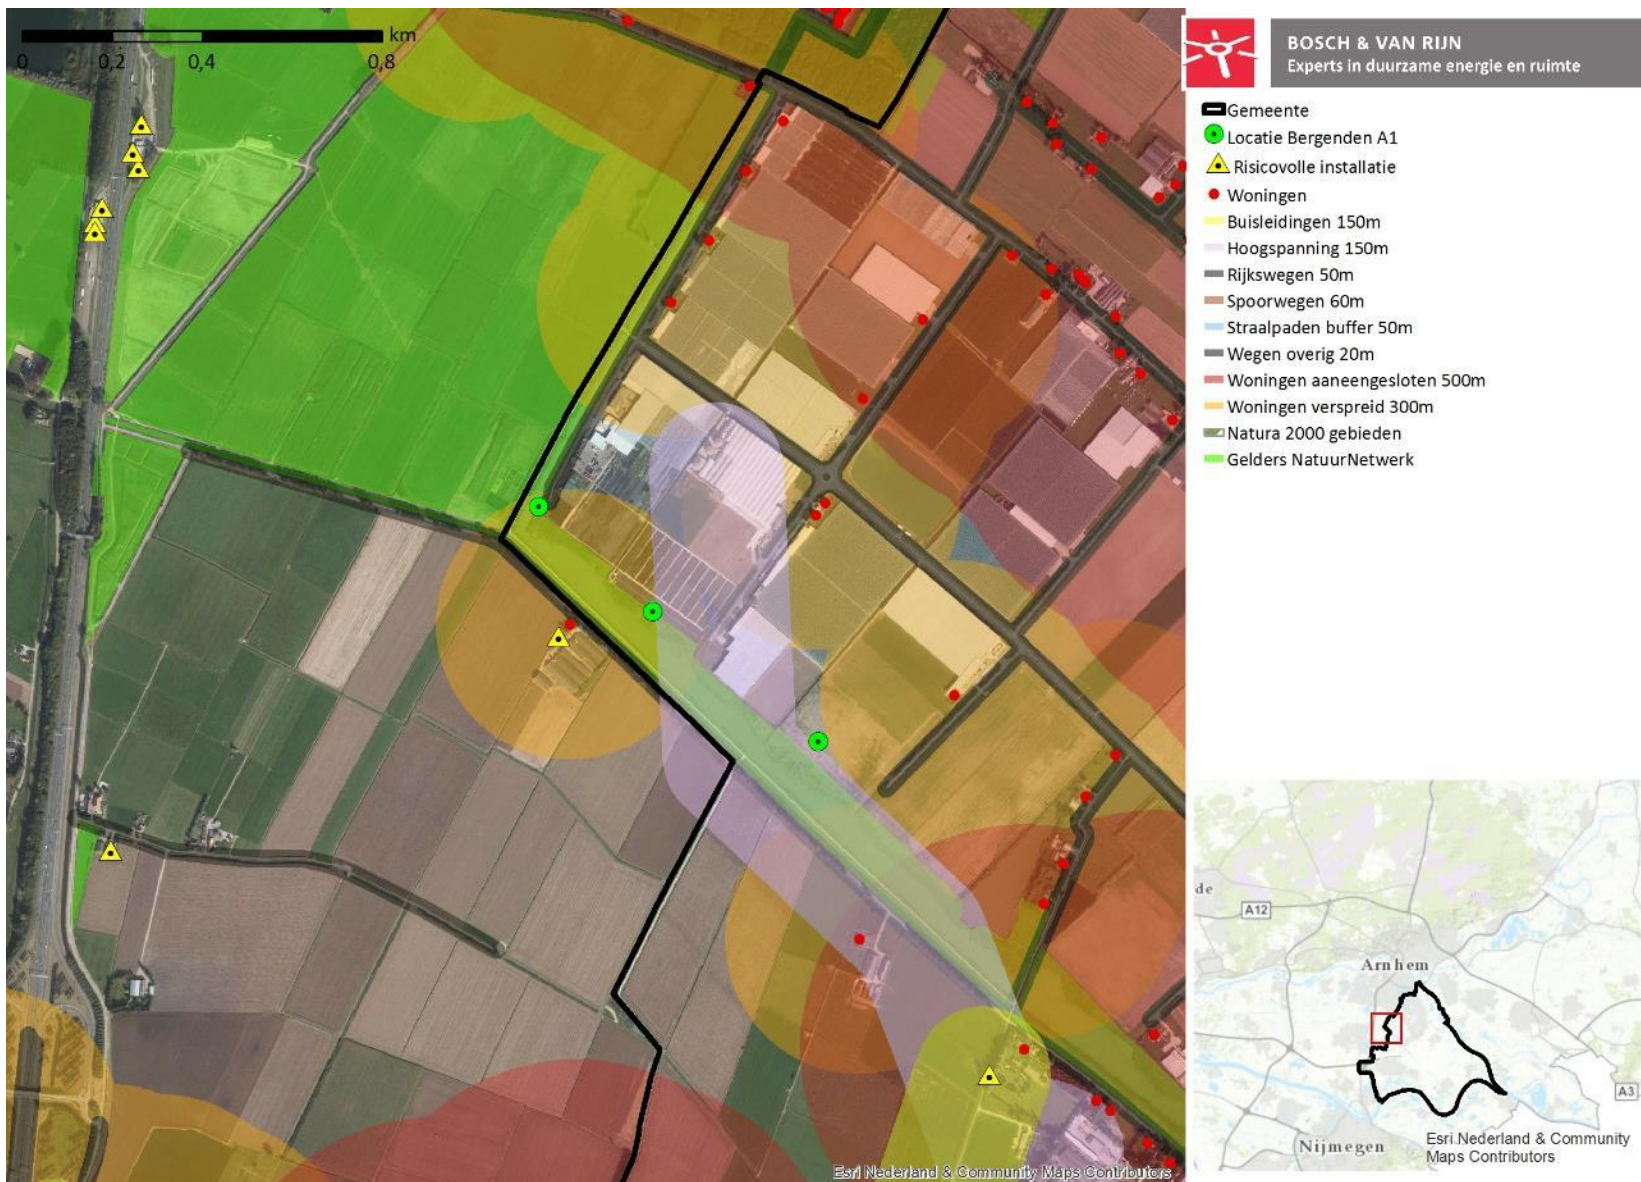 km
0 0,2 0,4 0,8
BOSCH & VAN RIJN
Experts in duurzame energie en ruimte
Gemeente
Locatie Bergenden A1
Risicovolle installatie
Woningen
Buisleidingen 150m
Hoogspanning 150m
Rijkswegen 50m
Spoorwegen 60m
Straalpaden buffer 50m
Wegen overig 20m
Woningen aaneengesloten 500m
Woningen verspreid 300m
Natura 2000 gebieden
Gelders NatuurNetwerk
de
A12
Arnhem
A3
Nijmegen
Esri Nederland & Community
Maps Contributors
Esri Nederland & Community Maps Contributors